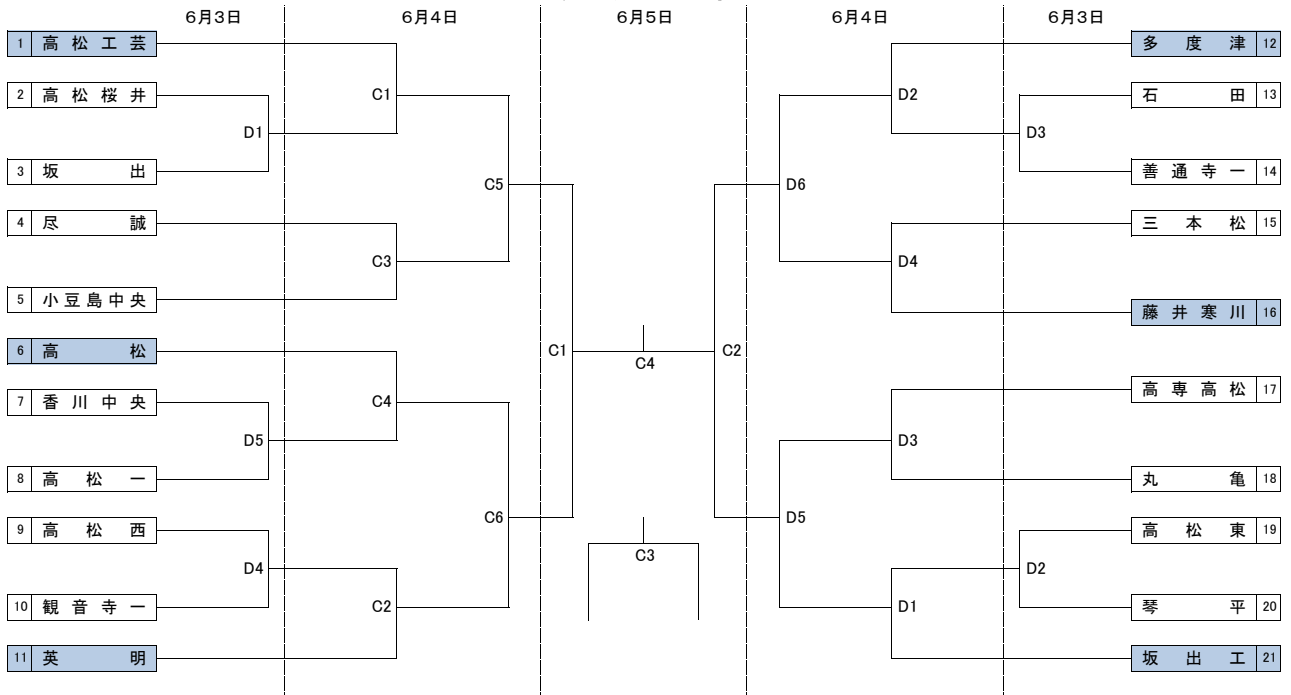 6月3日 6月4日 6月5日 6月4日 6月3日
1 高松工芸
2 高松桜井
3 坂出
4 尽誠
5 小豆島中央
6 高松
7 香川中央
8 高松一
9 高松西
10 観音寺一
11 英明
D1
D5
D4
C1
C3
C4
C2
C5
C6
C1
C4
C3
C2
D6
D5
D2
D4
D3
D1
D3
D2
多度津 12
石田 13
善通寺一 14
三本松 15
藤井寒川 16
高専高松 17
丸亀 18
高松東 19
琴平 20
坂出工 21